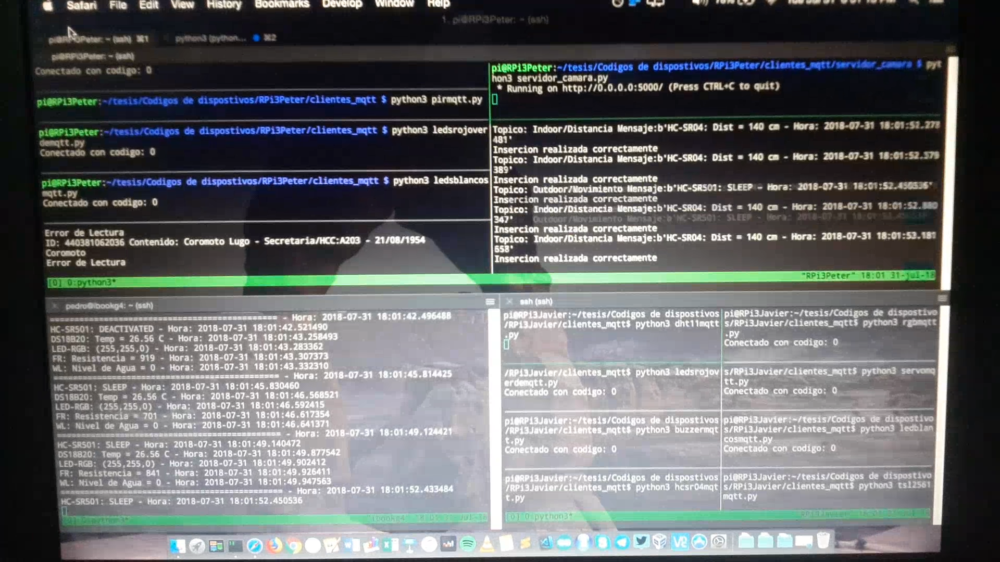 Safari File Edit View History Bookmarks Develop Window Help
1. pi@RPi3Peter: ~ (ssh)
pi@RPi3Peter: ~ (ssh) ⌘1
python3 (python... ⌘2
pi@RPi3Peter: ~ (ssh)
Conectado con codigo: 0
pi@RPi3Peter:~/tesis/Codigos de dispostivos/RPi3Peter/clientes_mqtt $ python3 pirmqtt.py
pi@RPi3Peter:~/tesis/Codigos de dispostivos/RPi3Peter/clientes_mqtt $ python3 ledsrojover
demqtt.py
Conectado con codigo: 0
pi@RPi3Peter:~/tesis/Codigos de dispostivos/RPi3Peter/clientes_mqtt $ python3 ledsblancos
mqtt.py
Conectado con codigo: 0
Error de Lectura
ID: 440381062036 Contenido: Coromoto Lugo - Secretaria/HCC:A203 - 21/08/1954
Coromoto
Error de Lectura
pi@RPi3Peter:~/tesis/Codigos de dispostivos/RPi3Peter/clientes_mqtt/servidor_camara $ pyt
hon3 servidor_camara.py
* Running on http://0.0.0.0:5000/ (Press CTRL+C to quit)
Topico: Indoor/Distancia Mensaje:b'HC-SR04: Dist = 140 cm - Hora: 2018-07-31 18:01:52.278
481'
Insercion realizada correctamente
Topico: Indoor/Distancia Mensaje:b'HC-SR04: Dist = 140 cm - Hora: 2018-07-31 18:01:52.579
389'
Insercion realizada correctamente
Topico: Outdoor/Movimiento Mensaje:b'HC-SR501: SLEEP - Hora: 2018-07-31 18:01:52.450536'
Insercion realizada correctamente
Topico: Indoor/Distancia Mensaje:b'HC-SR04: Dist = 140 cm - Hora: 2018-07-31 18:01:52.880
347'
Insercion realizada correctamente
Topico: Indoor/Distancia Mensaje:b'HC-SR04: Dist = 140 cm - Hora: 2018-07-31 18:01:53.181
558'
Insercion realizada correctamente
[0] 0:python3* "RPi3Peter" 18:01 31-jul-18
pedro@ibookg4: ~ (ssh)
============================================ - Hora: 2018-07-31 18:01:42.496488
HC-SR501: DEACTIVATED - Hora: 2018-07-31 18:01:42.521490
DS18B20: Temp = 26.56 C - Hora: 2018-07-31 18:01:43.258493
LED-RGB: (255,255,0) - Hora: 2018-07-31 18:01:43.283362
FR: Resistencia = 919 - Hora: 2018-07-31 18:01:43.307373
WL: Nivel de Agua = 0 - Hora: 2018-07-31 18:01:43.332310
============================================ - Hora: 2018-07-31 18:01:45.814425
HC-SR501: SLEEP - Hora: 2018-07-31 18:01:45.830460
DS18B20: Temp = 26.56 C - Hora: 2018-07-31 18:01:46.568521
LED-RGB: (255,255,0) - Hora: 2018-07-31 18:01:46.592415
FR: Resistencia = 701 - Hora: 2018-07-31 18:01:46.617354
WL: Nivel de Agua = 0 - Hora: 2018-07-31 18:01:46.641371
============================================ - Hora: 2018-07-31 18:01:49.124421
HC-SR501: SLEEP - Hora: 2018-07-31 18:01:49.140472
DS18B20: Temp = 26.56 C - Hora: 2018-07-31 18:01:49.877542
LED-RGB: (255,255,0) - Hora: 2018-07-31 18:01:49.902412
FR: Resistencia = 841 - Hora: 2018-07-31 18:01:49.926411
WL: Nivel de Agua = 0 - Hora: 2018-07-31 18:01:49.947563
============================================ - Hora: 2018-07-31 18:01:52.433484
HC-SR501: SLEEP - Hora: 2018-07-31 18:01:52.450536
[0] 0:python3* "ibookg4"
ssh (ssh)
pi@RPi3Javier:~/tesis/Codigos de dispostivos
/RPi3Javier/clientes_mqtt$ python3 dht11mqtt
.py
pi@RPi3Javier:~/tesis/Codigos de dispostivo
s/RPi3Javier/clientes_mqtt$ python3 rgbmqtt
.py
Conectado con codigo: 0
/RPi3Javier/clientes_mqtt$ python3 ledsrojov
erdemqtt.py
Conectado con codigo: 0
s/RPi3Javier/clientes_mqtt$ python3 servomq
tt.py
Conectado con codigo: 0
pi@RPi3Javier:~/tesis/Codigos de dispostivos
/RPi3Javier/clientes_mqtt$ python3 buzzermqt
t.py
Conectado con codigo: 0
pi@RPi3Javier:~/tesis/Codigos de dispostivo
s/RPi3Javier/clientes_mqtt$ python3 ledblan
cosmqtt.py
Conectado con codigo: 0
pi@RPi3Javier:~/tesis/Codigos de dispostivos
/RPi3Javier/clientes_mqtt$ python3 hcsr04mqt
t.py
pi@RPi3Javier:~/tesis/Codigos de dispostivo
s/RPi3Javier/clientes_mqtt$ python3 tsl2561
mqtt.py
[0] 0:python3*